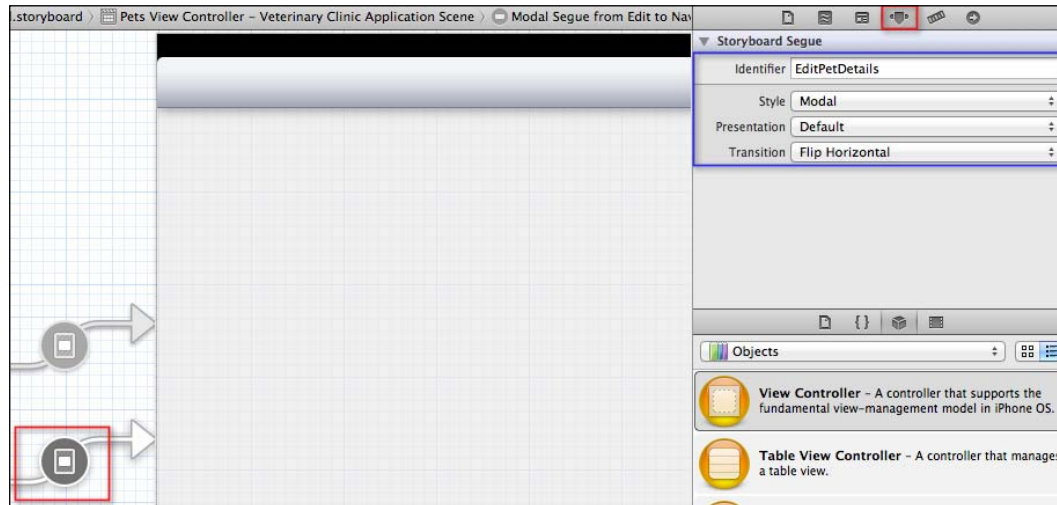 l.storyboard Pets View Controller – Veterinary Clinic Application Scene Modal Segue from Edit to Nav
Storyboard Segue
Identifier EditPetDetails
Style Modal
Presentation Default
Transition Flip Horizontal
{}
Objects
View Controller – A controller that supports the
fundamental view-management model in iPhone OS.
Table View Controller – A controller that manages
a table view.